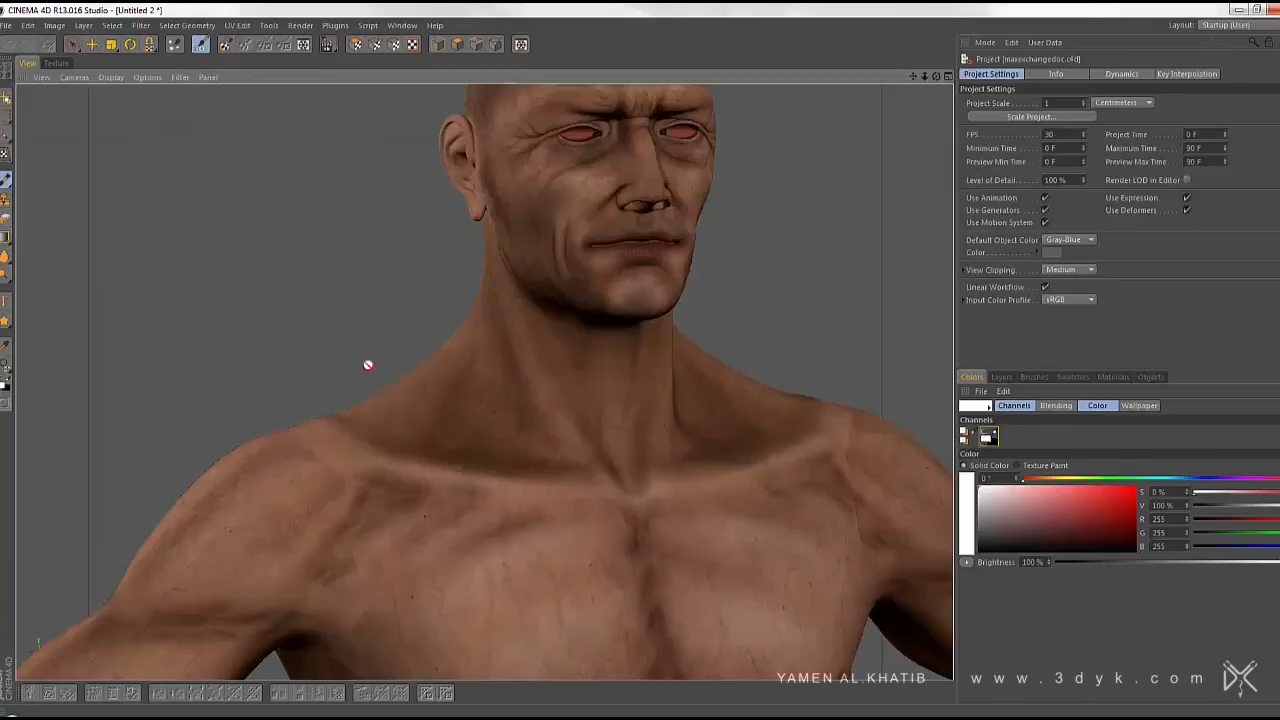 CINEMA 4D R13.016 Studio - [Untitled 2 *]
File Edit Image Layer Select Filter Select Geometry UV Edit Tools Render Plugins Script Window Help
Layout: Startup (User)
View Texture
View Cameras Display Options Filter Panel
Mode Edit User Data
Project [maxexchangedoc.c4d]
Project Settings Info Dynamics Key Interpolation
Project Settings
Project Scale 1 Centimeters
Scale Project...
FPS 30 Project Time 0 F
Minimum Time 0 F Maximum Time 90 F
Preview Min Time 0 F Preview Max Time 90 F
Level of Detail 100 % Render LOD in Editor
Use Animation Use Expression
Use Generators Use Deformers
Use Motion System
Default Object Color Gray-Blue
Color
View Clipping Medium
Linear Workflow
Input Color Profile sRGB
Colors Layers Brushes Swatches Materials Objects
File Edit
Channels Blending Color Wallpaper
Channels
Color
Solid Color Texture Paint
0 °
S 0 %
V 100 %
R 255
G 255
B 255
Brightness 100 %
YAMEN AL.KHATIB
www.3dyk.com
CINEMA 4D